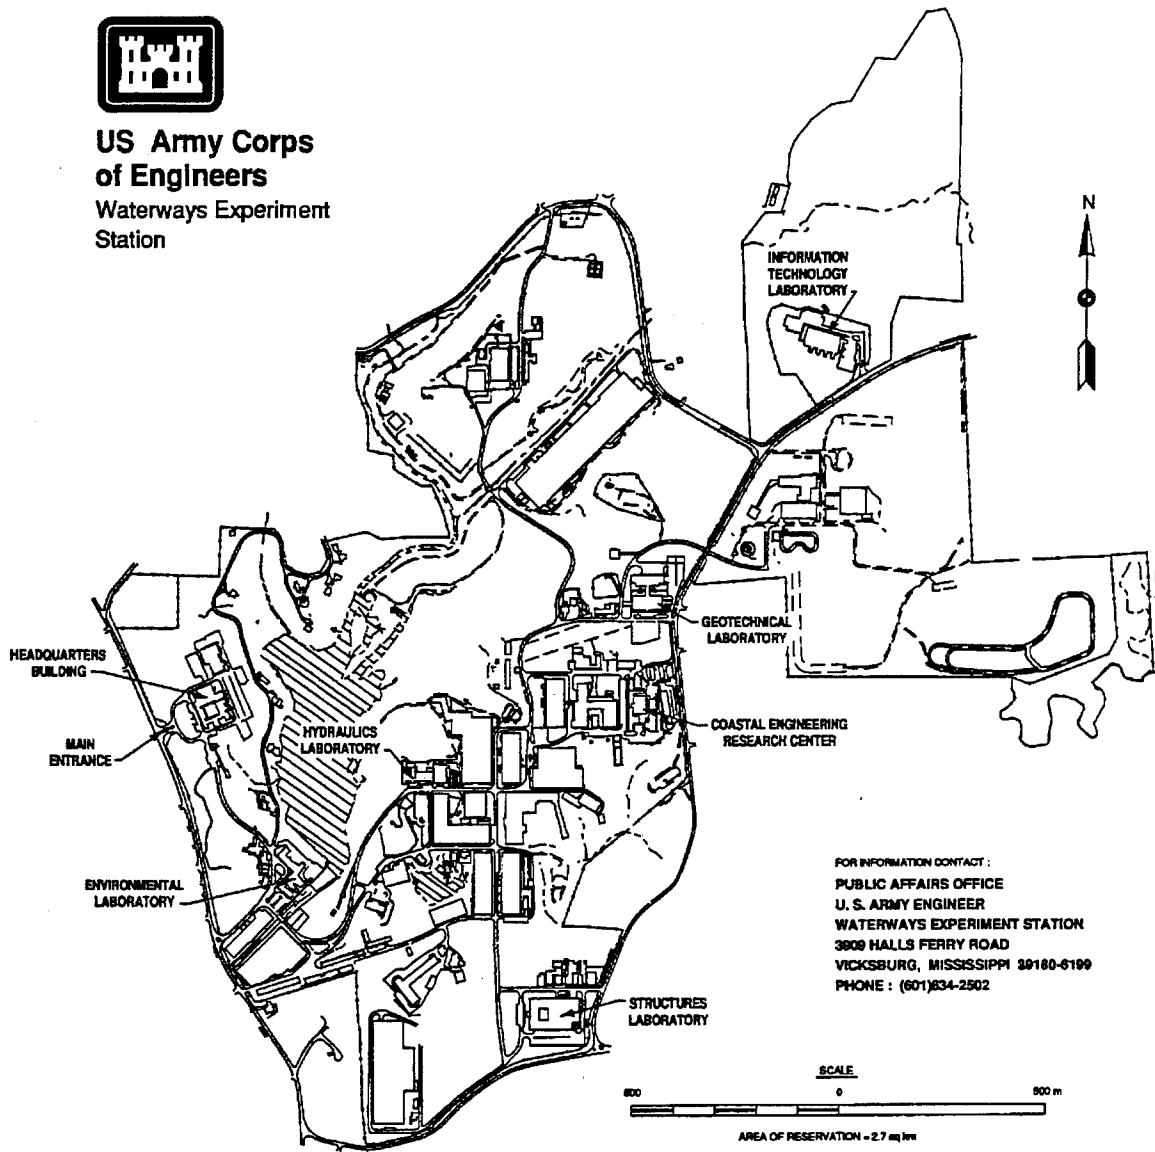 US Army Corps
of Engineers
Waterways Experiment
Station
N
INFORMATION
TECHNOLOGY
LABORATORY
GEOTECHNICAL
LABORATORY
HEADQUARTERS
BUILDING
MAIN
ENTRANCE
HYDRAULICS
LABORATORY
COASTAL ENGINEERING
RESEARCH CENTER
ENVIRONMENTAL
LABORATORY
STRUCTURES
LABORATORY
FOR INFORMATION CONTACT :
PUBLIC AFFAIRS OFFICE
U. S. ARMY ENGINEER
WATERWAYS EXPERIMENT STATION
3909 HALLS FERRY ROAD
VICKSBURG, MISSISSIPPI 39180-6199
PHONE : (601)634-2502
SCALE
500 0 500 m
AREA OF RESERVATION = 2.7 sq km